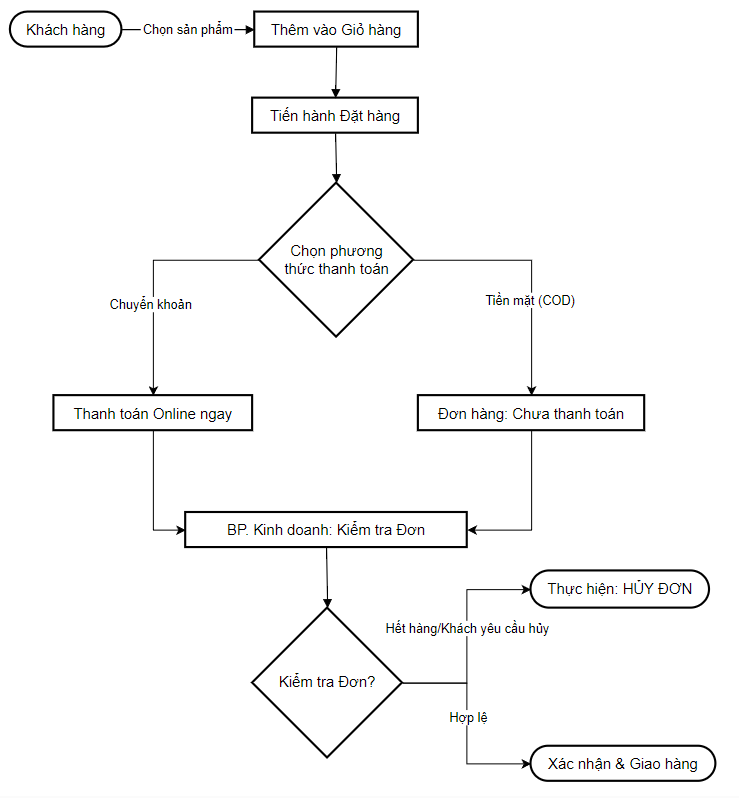 Khách hàng
Chọn sản phẩm
Thêm vào Giỏ hàng
Tiến hành Đặt hàng
Chọn phương
thức thanh toán
Chuyển khoản
Tiền mặt (COD)
Thanh toán Online ngay
Đơn hàng: Chưa thanh toán
BP. Kinh doanh: Kiểm tra Đơn
Thực hiện: HỦY ĐƠN
Hết hàng/Khách yêu cầu hủy
Kiểm tra Đơn?
Hợp lệ
Xác nhận & Giao hàng